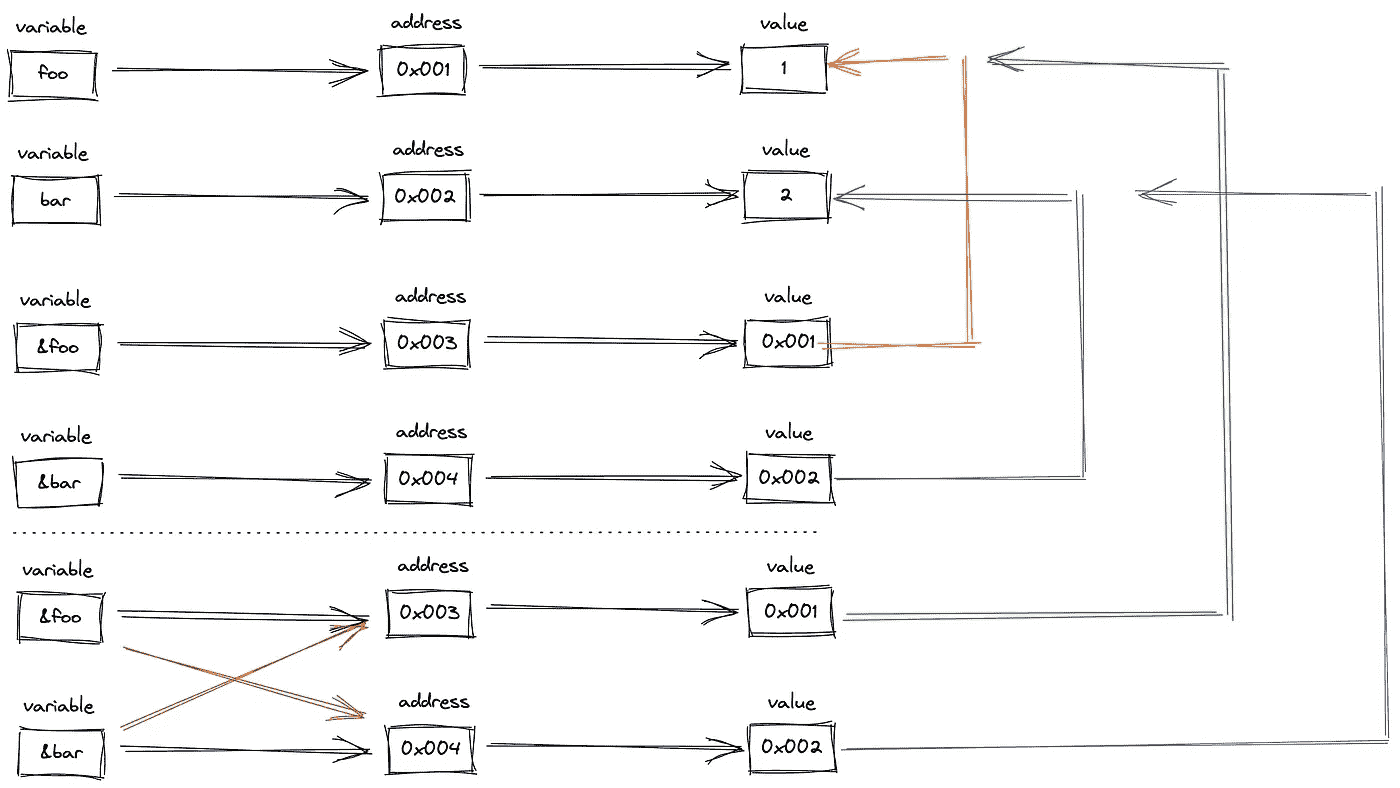 variable address value
foo 0x001 1
variable address value
bar 0x002 2
variable address value
&foo 0x003 0x001
variable address value
&bar 0x004 0x002
variable address value
&foo 0x003 0x001
variable address value
&bar 0x004 0x002